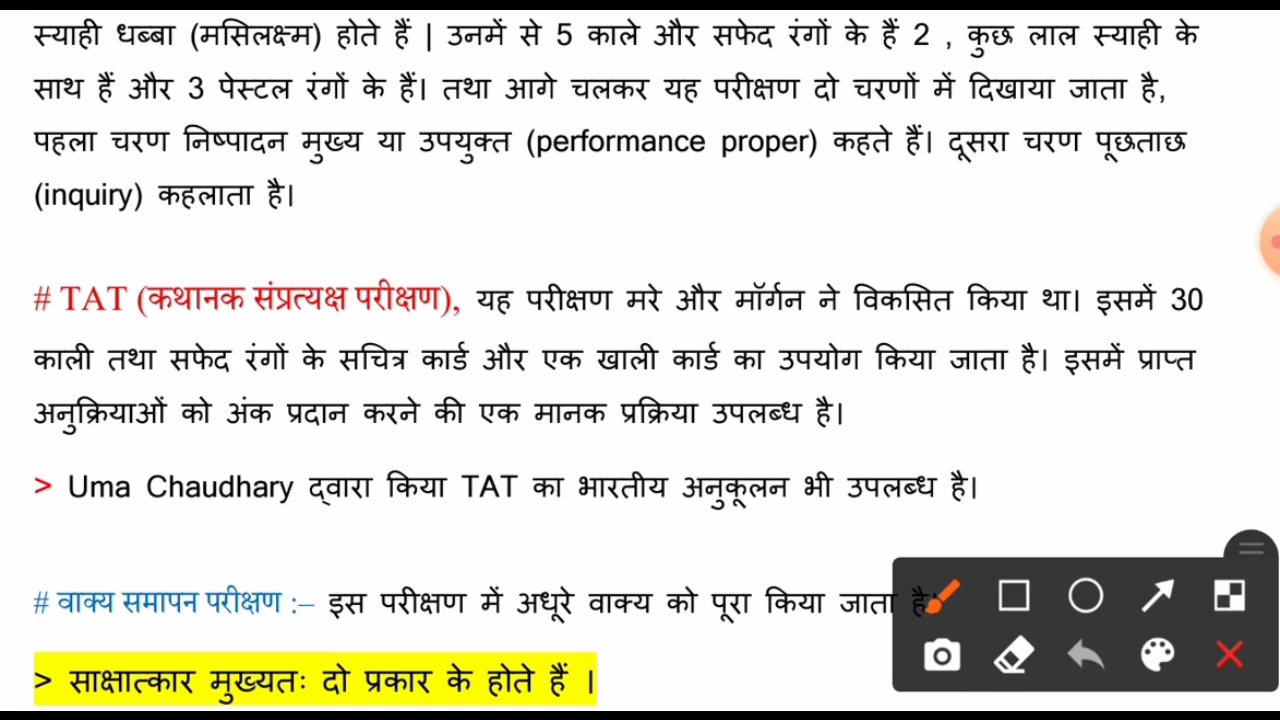 स्याही धब्बा (मसिलक्ष्म) होते हैं | उनमें से 5 काले और सफेद रंगों के हैं 2 , कुछ लाल स्याही के
साथ हैं और 3 पेस्टल रंगों के हैं। तथा आगे चलकर यह परीक्षण दो चरणों में दिखाया जाता है,
पहला चरण निष्पादन मुख्य या उपयुक्त (performance proper) कहते हैं। दूसरा चरण पूछताछ
(inquiry) कहलाता है।
# TAT (कथानक संप्रत्यक्ष परीक्षण), यह परीक्षण मरे और मॉर्गन ने विकसित किया था। इसमें 30
काली तथा सफेद रंगों के सचित्र कार्ड और एक खाली कार्ड का उपयोग किया जाता है। इसमें प्राप्त
अनुक्रियाओं को अंक प्रदान करने की एक मानक प्रक्रिया उपलब्ध है।
> Uma Chaudhary द्वारा किया TAT का भारतीय अनुकूलन भी उपलब्ध है।
# वाक्य समापन परीक्षण :– इस परीक्षण में अधूरे वाक्य को पूरा किया जाता है
> साक्षात्कार मुख्यतः दो प्रकार के होते हैं ।